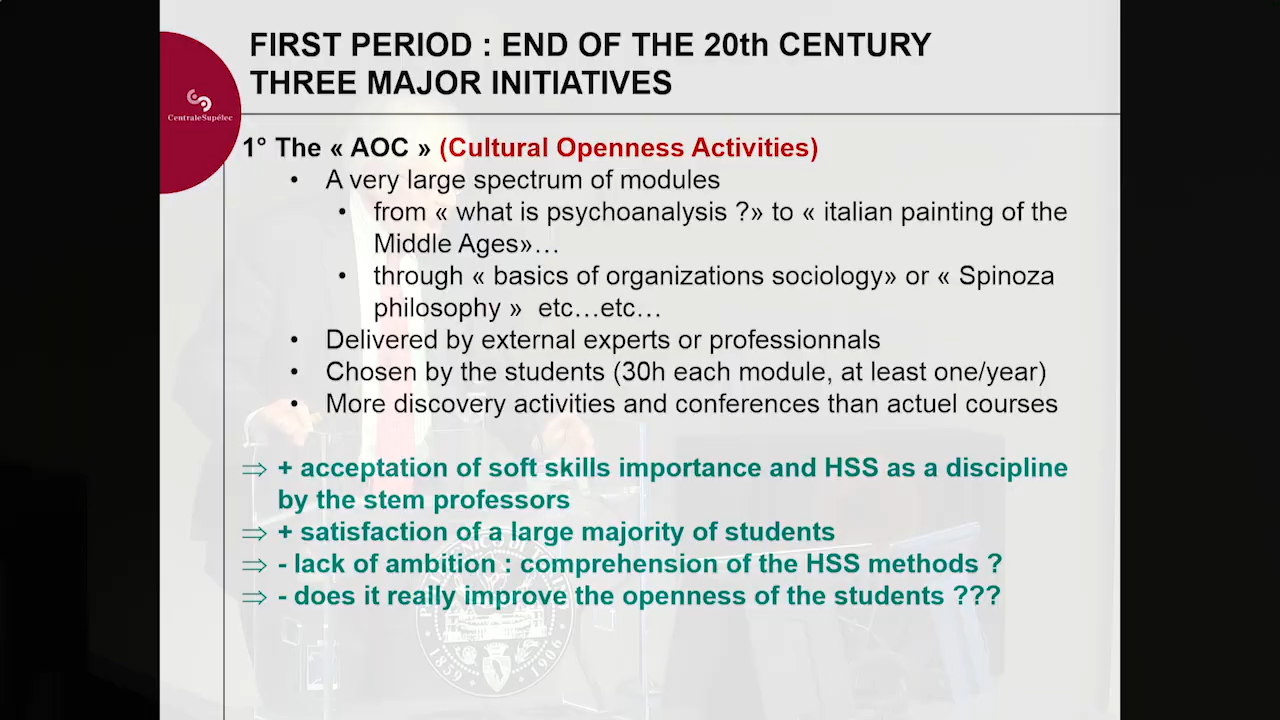 FIRST PERIOD : END OF THE 20th CENTURY
THREE MAJOR INITIATIVES
CentraleSupélec
1° The « AOC » (Cultural Openness Activities)
• A very large spectrum of modules
• from « what is psychoanalysis ?» to « italian painting of the
Middle Ages»…
• through « basics of organizations sociology» or « Spinoza
philosophy » etc…etc…
• Delivered by external experts or professionnals
• Chosen by the students (30h each module, at least one/year)
• More discovery activities and conferences than actuel courses
⇒ + acceptation of soft skills importance and HSS as a discipline
by the stem professors
⇒ + satisfaction of a large majority of students
⇒ - lack of ambition : comprehension of the HSS methods ?
⇒ - does it really improve the openness of the students ???
1859
1906